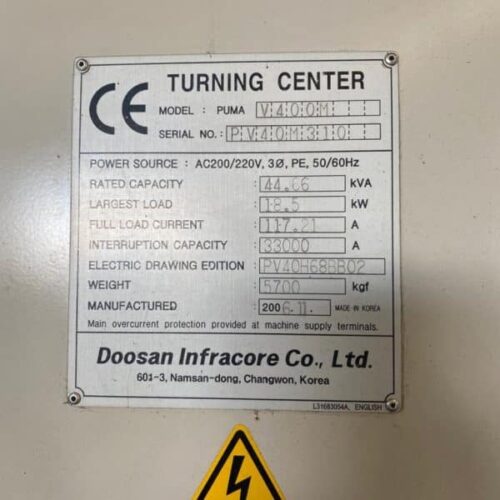 CE TURNING CENTER
MODEL : PUMA V400M
SERIAL NO. : PV40M310
POWER SOURCE : AC200/220V, 3Ø, PE, 50/60Hz
RATED CAPACITY : 44.66 kVA
LARGEST LOAD : 18.5 kW
FULL LOAD CURRENT : 117.21 A
INTERRUPTION CAPACITY : 33000 A
ELECTRIC DRAWING EDITION :
WEIGHT : 5700 kgf
MANUFACTURED : 2006.11. MADE IN KOREA
Main overcurrent protection provided at machine supply terminals.
Doosan Infracore Co., Ltd.
601-3, Namsan-dong, Changwon, Korea
L31683054A, ENGLISH